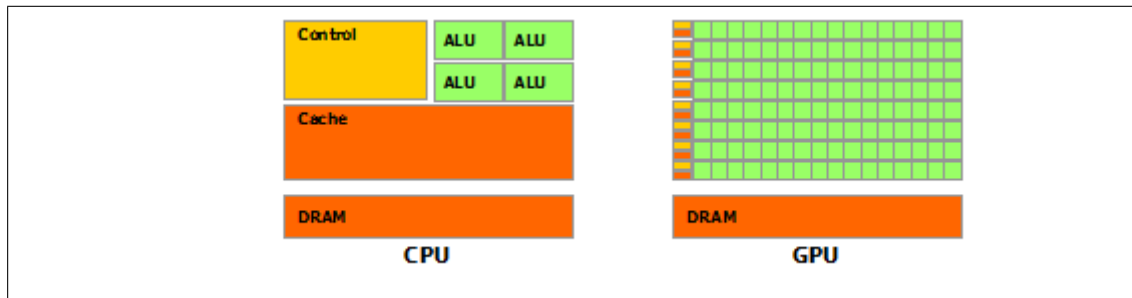 Control
ALU ALU
ALU ALU
Cache
DRAM
CPU
DRAM
GPU